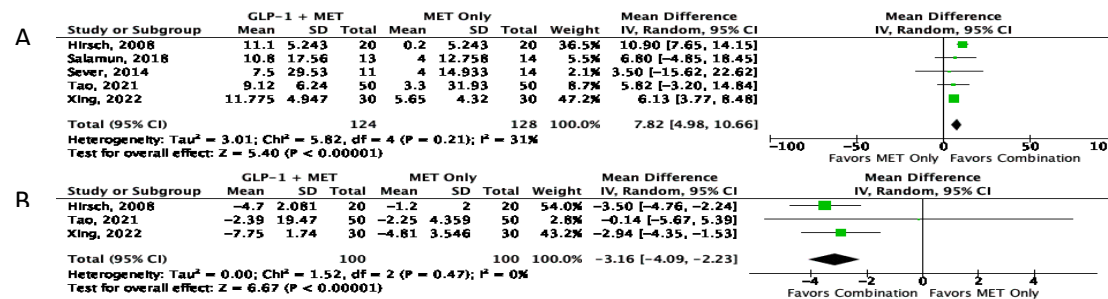 A
GLP-1 + MET MET Only Mean Difference Mean Difference
Study or Subgroup Mean SD Total Mean SD Total Weight IV, Random, 95% CI IV, Random, 95% CI
Hirsch, 2008 11.1 5.243 20 0.2 5.243 20 36.5% 10.90 [7.65, 14.15]
Salamun, 2018 10.8 17.56 13 4 12.758 14 5.5% 6.80 [-4.85, 18.45]
Sever, 2014 7.5 29.53 11 4 14.933 14 2.1% 3.50 [-15.62, 22.62]
Tao, 2021 9.12 6.24 50 3.3 31.93 50 8.7% 5.82 [-3.20, 14.84]
Xing, 2022 11.775 4.947 30 5.65 4.32 30 47.2% 6.13 [3.77, 8.48]
Total (95% CI) 124 128 100.0% 7.82 [4.98, 10.66]
Heterogeneity: Tau² = 3.01; Chi² = 5.82, df = 4 (P = 0.21); I² = 31%
Test for overall effect: Z = 5.40 (P < 0.00001)
-100 -50 0 50 100
Favors MET Only Favors Combination
B
GLP-1 + MET MET Only Mean Difference Mean Difference
Study or Subgroup Mean SD Total Mean SD Total Weight IV, Random, 95% CI IV, Random, 95% CI
Hirsch, 2008 -4.7 2.081 20 -1.2 2 20 54.0% -3.50 [-4.76, -2.24]
Tao, 2021 -2.39 19.47 50 -2.25 4.359 50 2.8% -0.14 [-5.67, 5.39]
Xing, 2022 -7.75 1.74 30 -4.81 3.546 30 43.2% -2.94 [-4.35, -1.53]
Total (95% CI) 100 100 100.0% -3.16 [-4.09, -2.23]
Heterogeneity: Tau² = 0.00; Chi² = 1.52, df = 2 (P = 0.47); I² = 0%
Test for overall effect: Z = 6.67 (P < 0.00001)
-4 -2 0 2 4
Favors Combination Favors MET Only